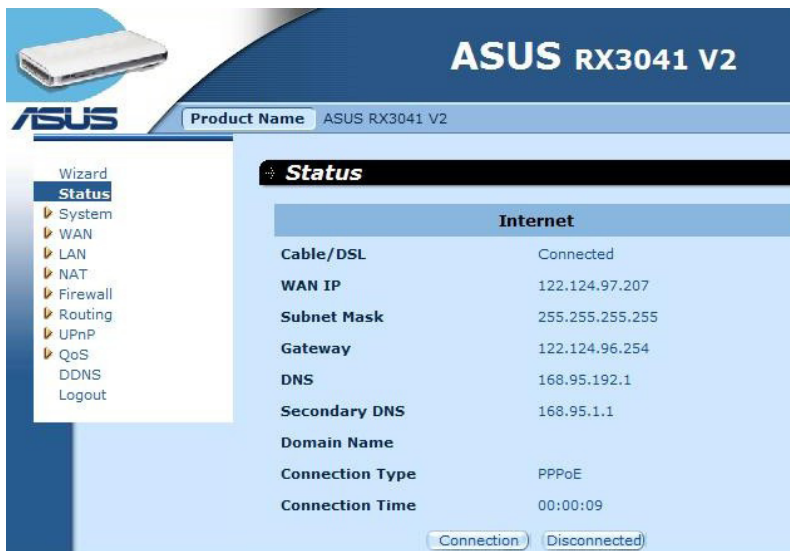 ASUS RX3041 V2
ASUS
Product Name ASUS RX3041 V2
Wizard
Status
System
WAN
LAN
NAT
Firewall
Routing
UPnP
QoS
DDNS
Logout
Status
Internet
Cable/DSL Connected
WAN IP 122.124.97.207
Subnet Mask 255.255.255.255
Gateway 122.124.96.254
DNS 168.95.192.1
Secondary DNS 168.95.1.1
Domain Name
Connection Type PPPoE
Connection Time 00:00:09
Connection Disconnected